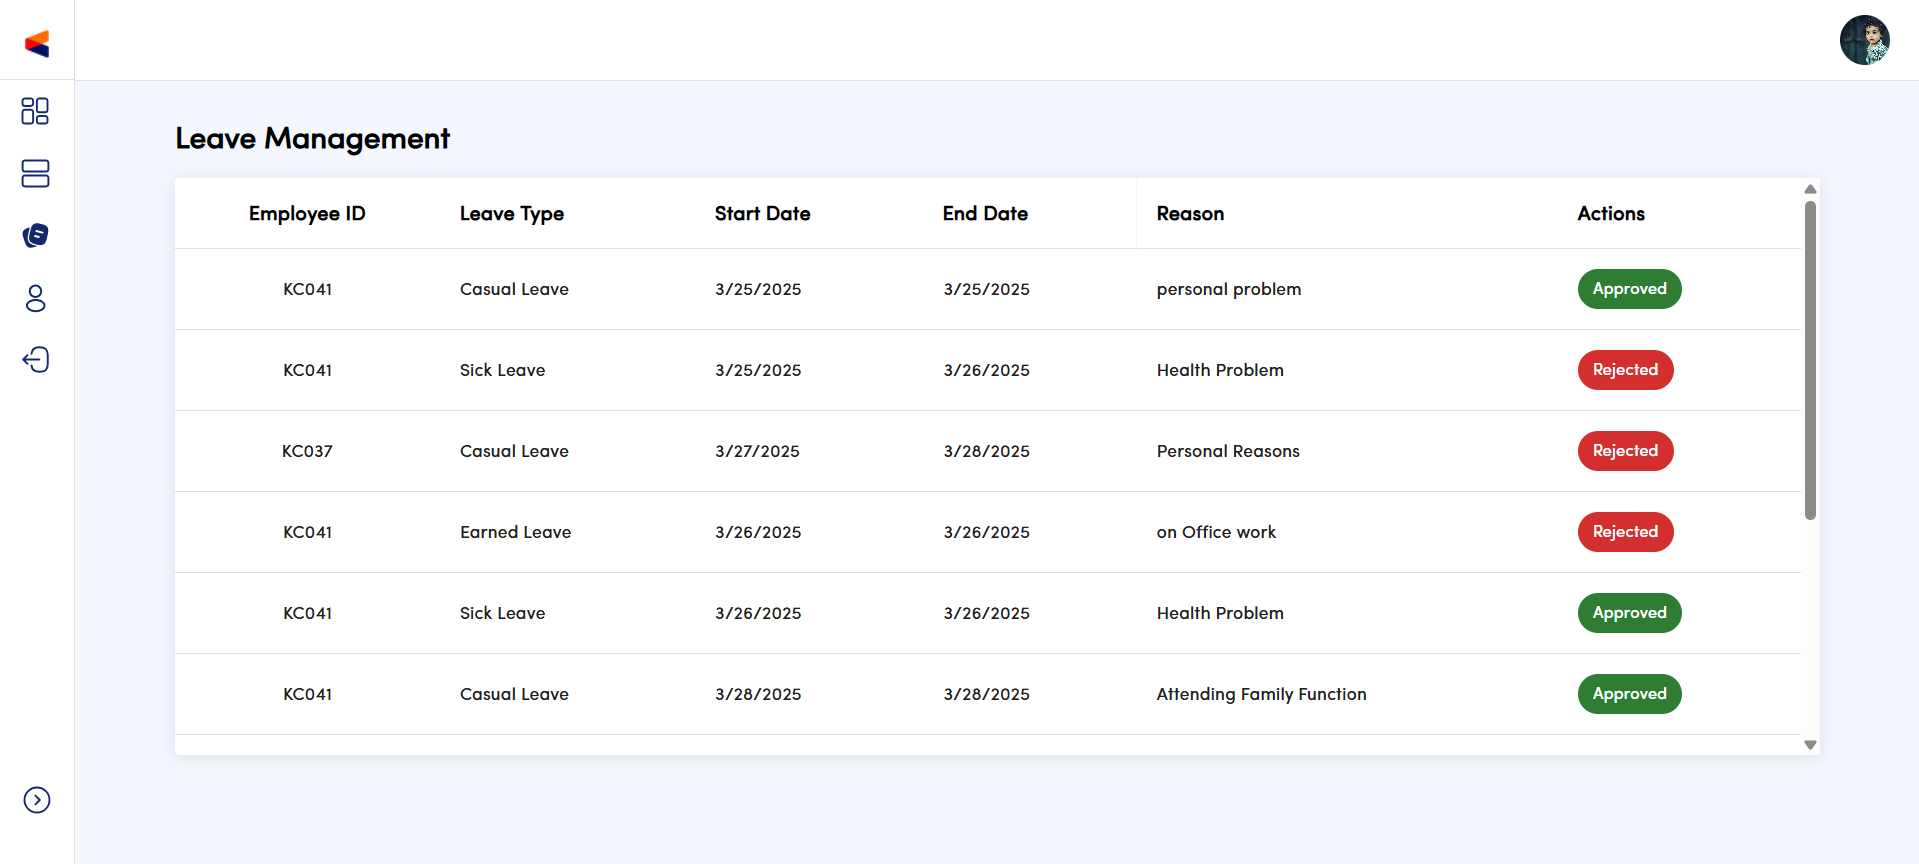 Leave Management
Employee ID Leave Type Start Date End Date Reason Actions
KC041 Casual Leave 3/25/2025 3/25/2025 personal problem Approved
KC041 Sick Leave 3/25/2025 3/26/2025 Health Problem Rejected
KC037 Casual Leave 3/27/2025 3/28/2025 Personal Reasons Rejected
KC041 Earned Leave 3/26/2025 3/26/2025 on Office work Rejected
KC041 Sick Leave 3/26/2025 3/26/2025 Health Problem Approved
KC041 Casual Leave 3/28/2025 3/28/2025 Attending Family Function Approved